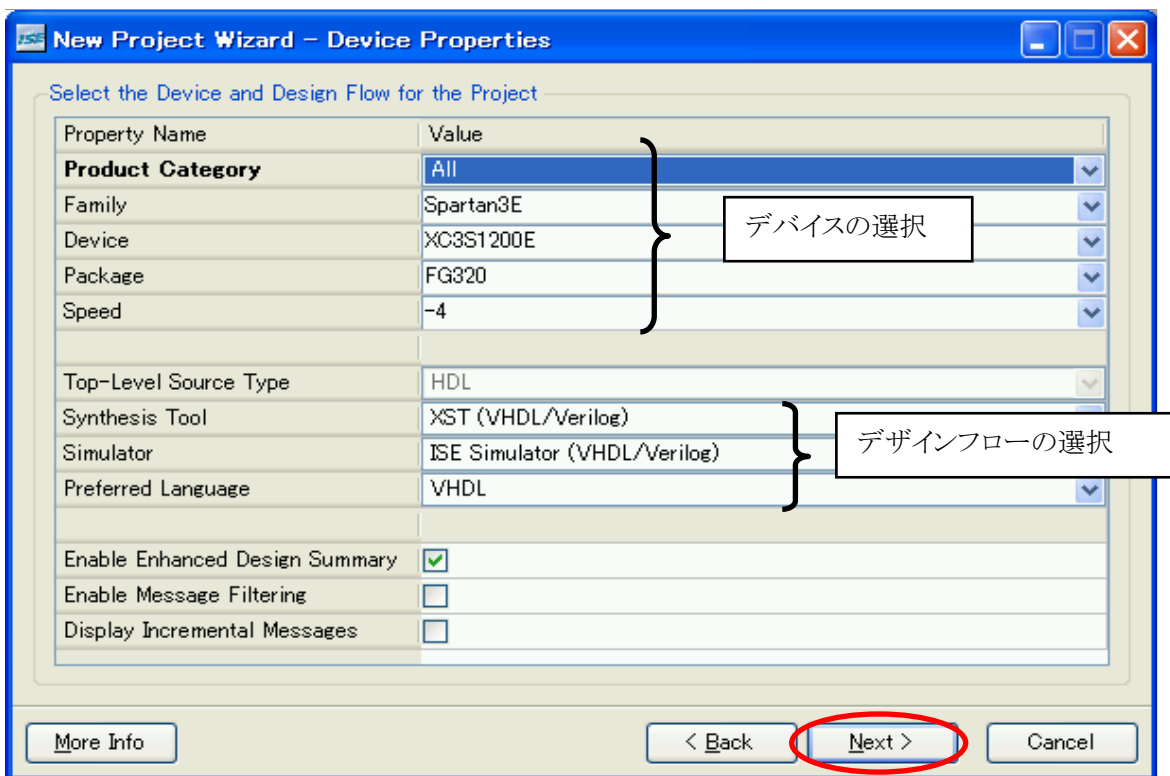 ISE New Project Wizard - Device Properties
Select the Device and Design Flow for the Project
Property Name Value
Product Category All
Family Spartan3E
Device XC3S1200E
Package FG320
Speed -4
デバイスの選択
Top-Level Source Type HDL
Synthesis Tool XST (VHDL/Verilog)
Simulator ISE Simulator (VHDL/Verilog)
Preferred Language VHDL
デザインフローの選択
Enable Enhanced Design Summary
Enable Message Filtering
Display Incremental Messages
More Info < Back Next > Cancel